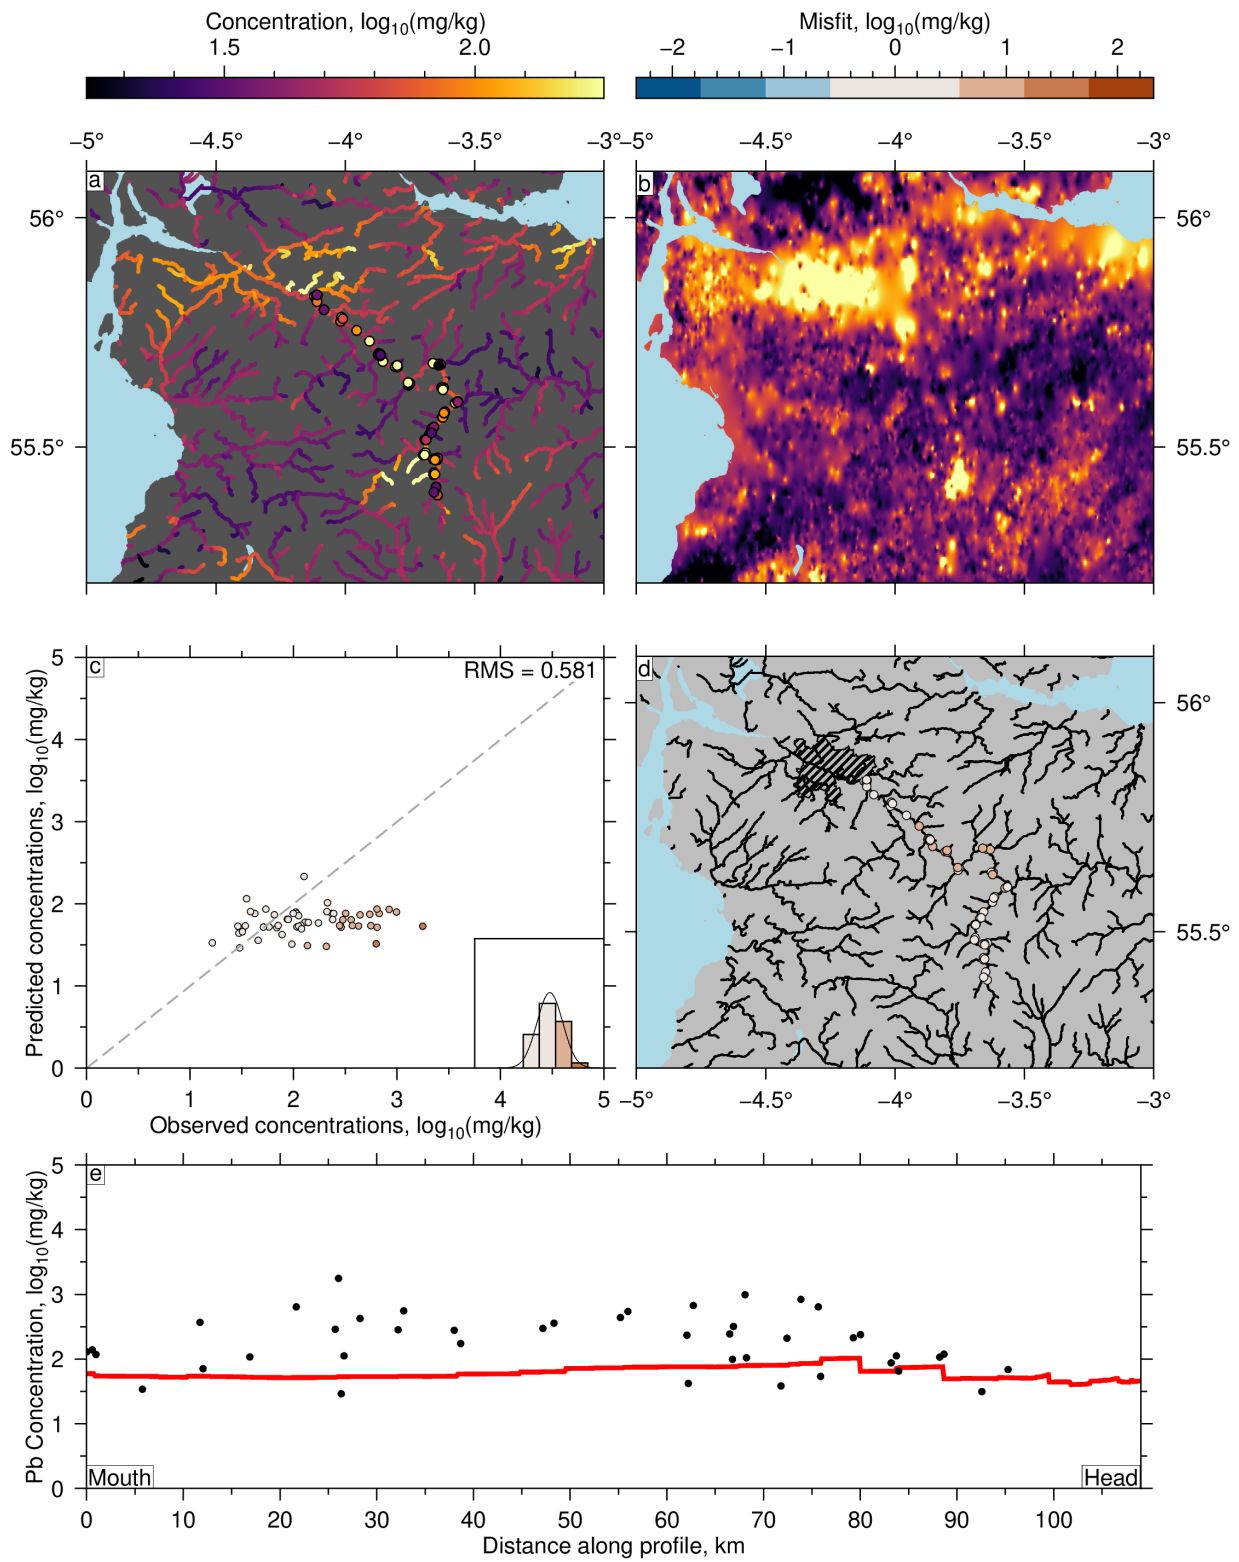 Concentration, log₁₀(mg/kg)
Misfit, log₁₀(mg/kg)
1.5 2.0
−2 −1 0 1 2
−5° −4.5° −4° −3.5° −3°
−5° −4.5° −4° −3.5° −3°
a
b
56°
55.5°
56°
55.5°
c
RMS = 0.581
Predicted concentrations, log₁₀(mg/kg)
5
4
3
2
1
0
0 1 2 3 4 5
Observed concentrations, log₁₀(mg/kg)
d
56°
55.5°
−5° −4.5° −4° −3.5° −3°
e
Pb Concentration, log₁₀(mg/kg)
5
4
3
2
1
0
Mouth
Head
0 10 20 30 40 50 60 70 80 90 100
Distance along profile, km